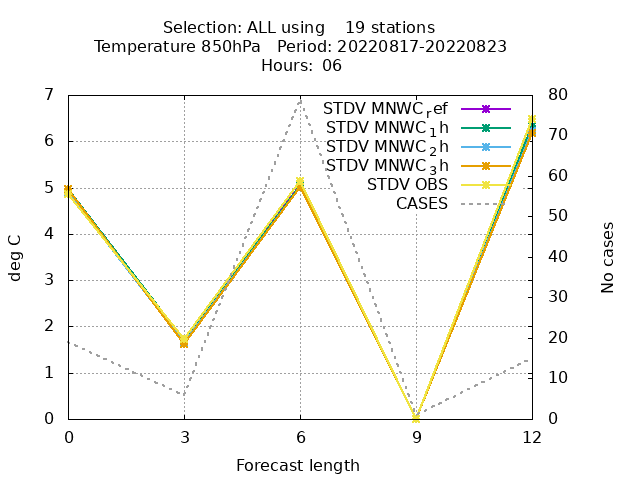 Selection: ALL using    19 stations
Temperature 850hPa   Period: 20220817-20220823
Hours: 06
7 80
STDV MNWC_ref
STDV MNWC_1h
STDV MNWC_2h
STDV MNWC_3h
STDV OBS
CASES
6
5
4
3
2
1
0
70
60
50
40
30
20
10
0
deg C
No cases
0 3 6 9 12
Forecast length